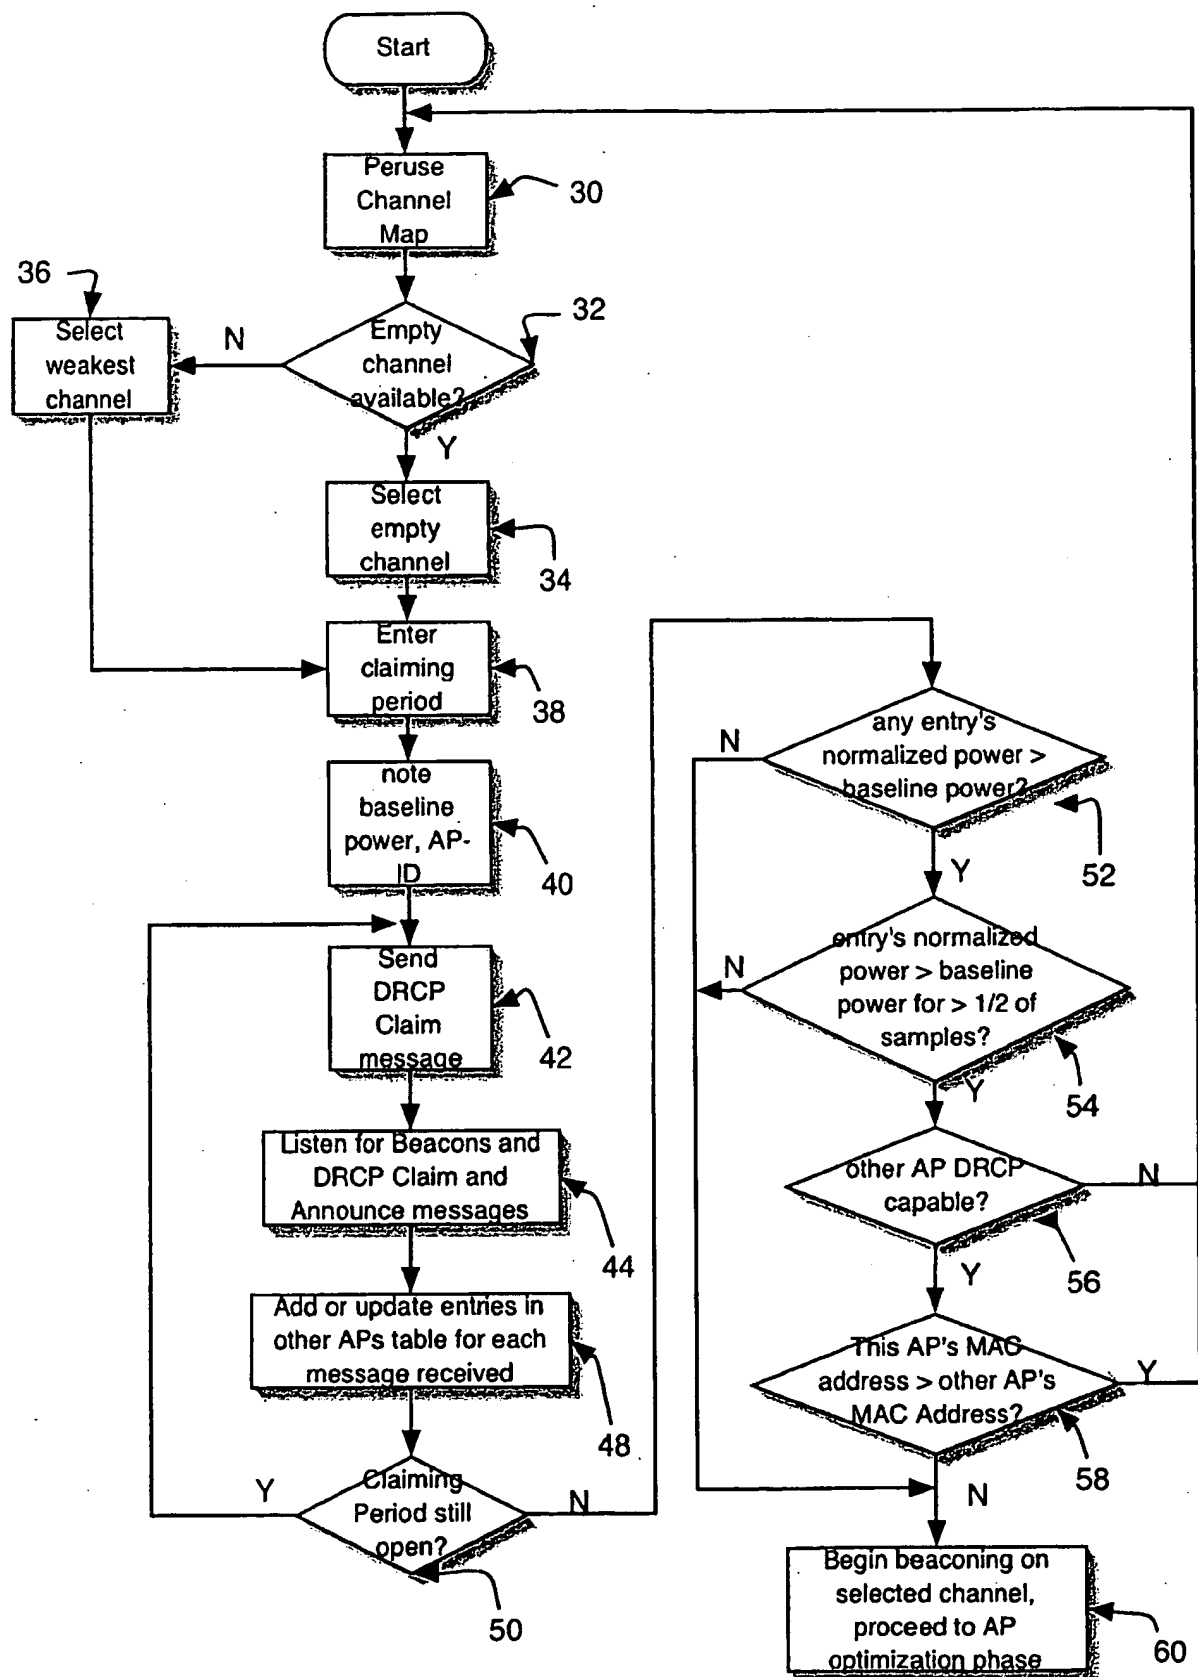 Start
Peruse
Channel
Map
30
36
32
Select
weakest
channel
N
Empty
channel
available?
Y
Select
empty
channel
34
Enter
claiming
period
38
note
baseline
power, AP-
ID
40
Send
DRCP
Claim
message
42
Listen for Beacons and
DRCP Claim and
Announce messages
44
Add or update entries in
other APs table for each
message received
48
Y
Claiming
Period still
open?
N
50
N
any entry's
normalized power >
baseline power?
52
Y
N
entry's normalized
power > baseline
power for > 1/2 of
samples?
54
Y
other AP DRCP
capable?
N
56
Y
This AP's MAC
address > other AP's
MAC Address?
Y
58
N
Begin beaconing on
selected channel,
proceed to AP
optimization phase
60